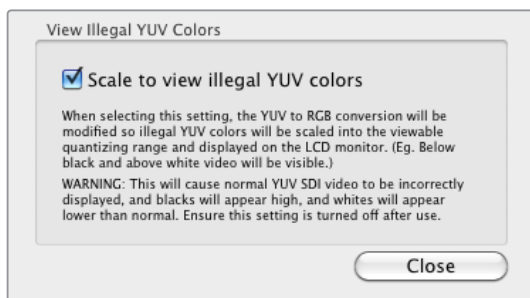 View Illegal YUV Colors
Scale to view illegal YUV colors
When selecting this setting, the YUV to RGB conversion will be
modified so illegal YUV colors will be scaled into the viewable
quantizing range and displayed on the LCD monitor. (Eg. Below
black and above white video will be visible.)
WARNING: This will cause normal YUV SDI video to be incorrectly
displayed, and blacks will appear high, and whites will appear
lower than normal. Ensure this setting is turned off after use.
Close